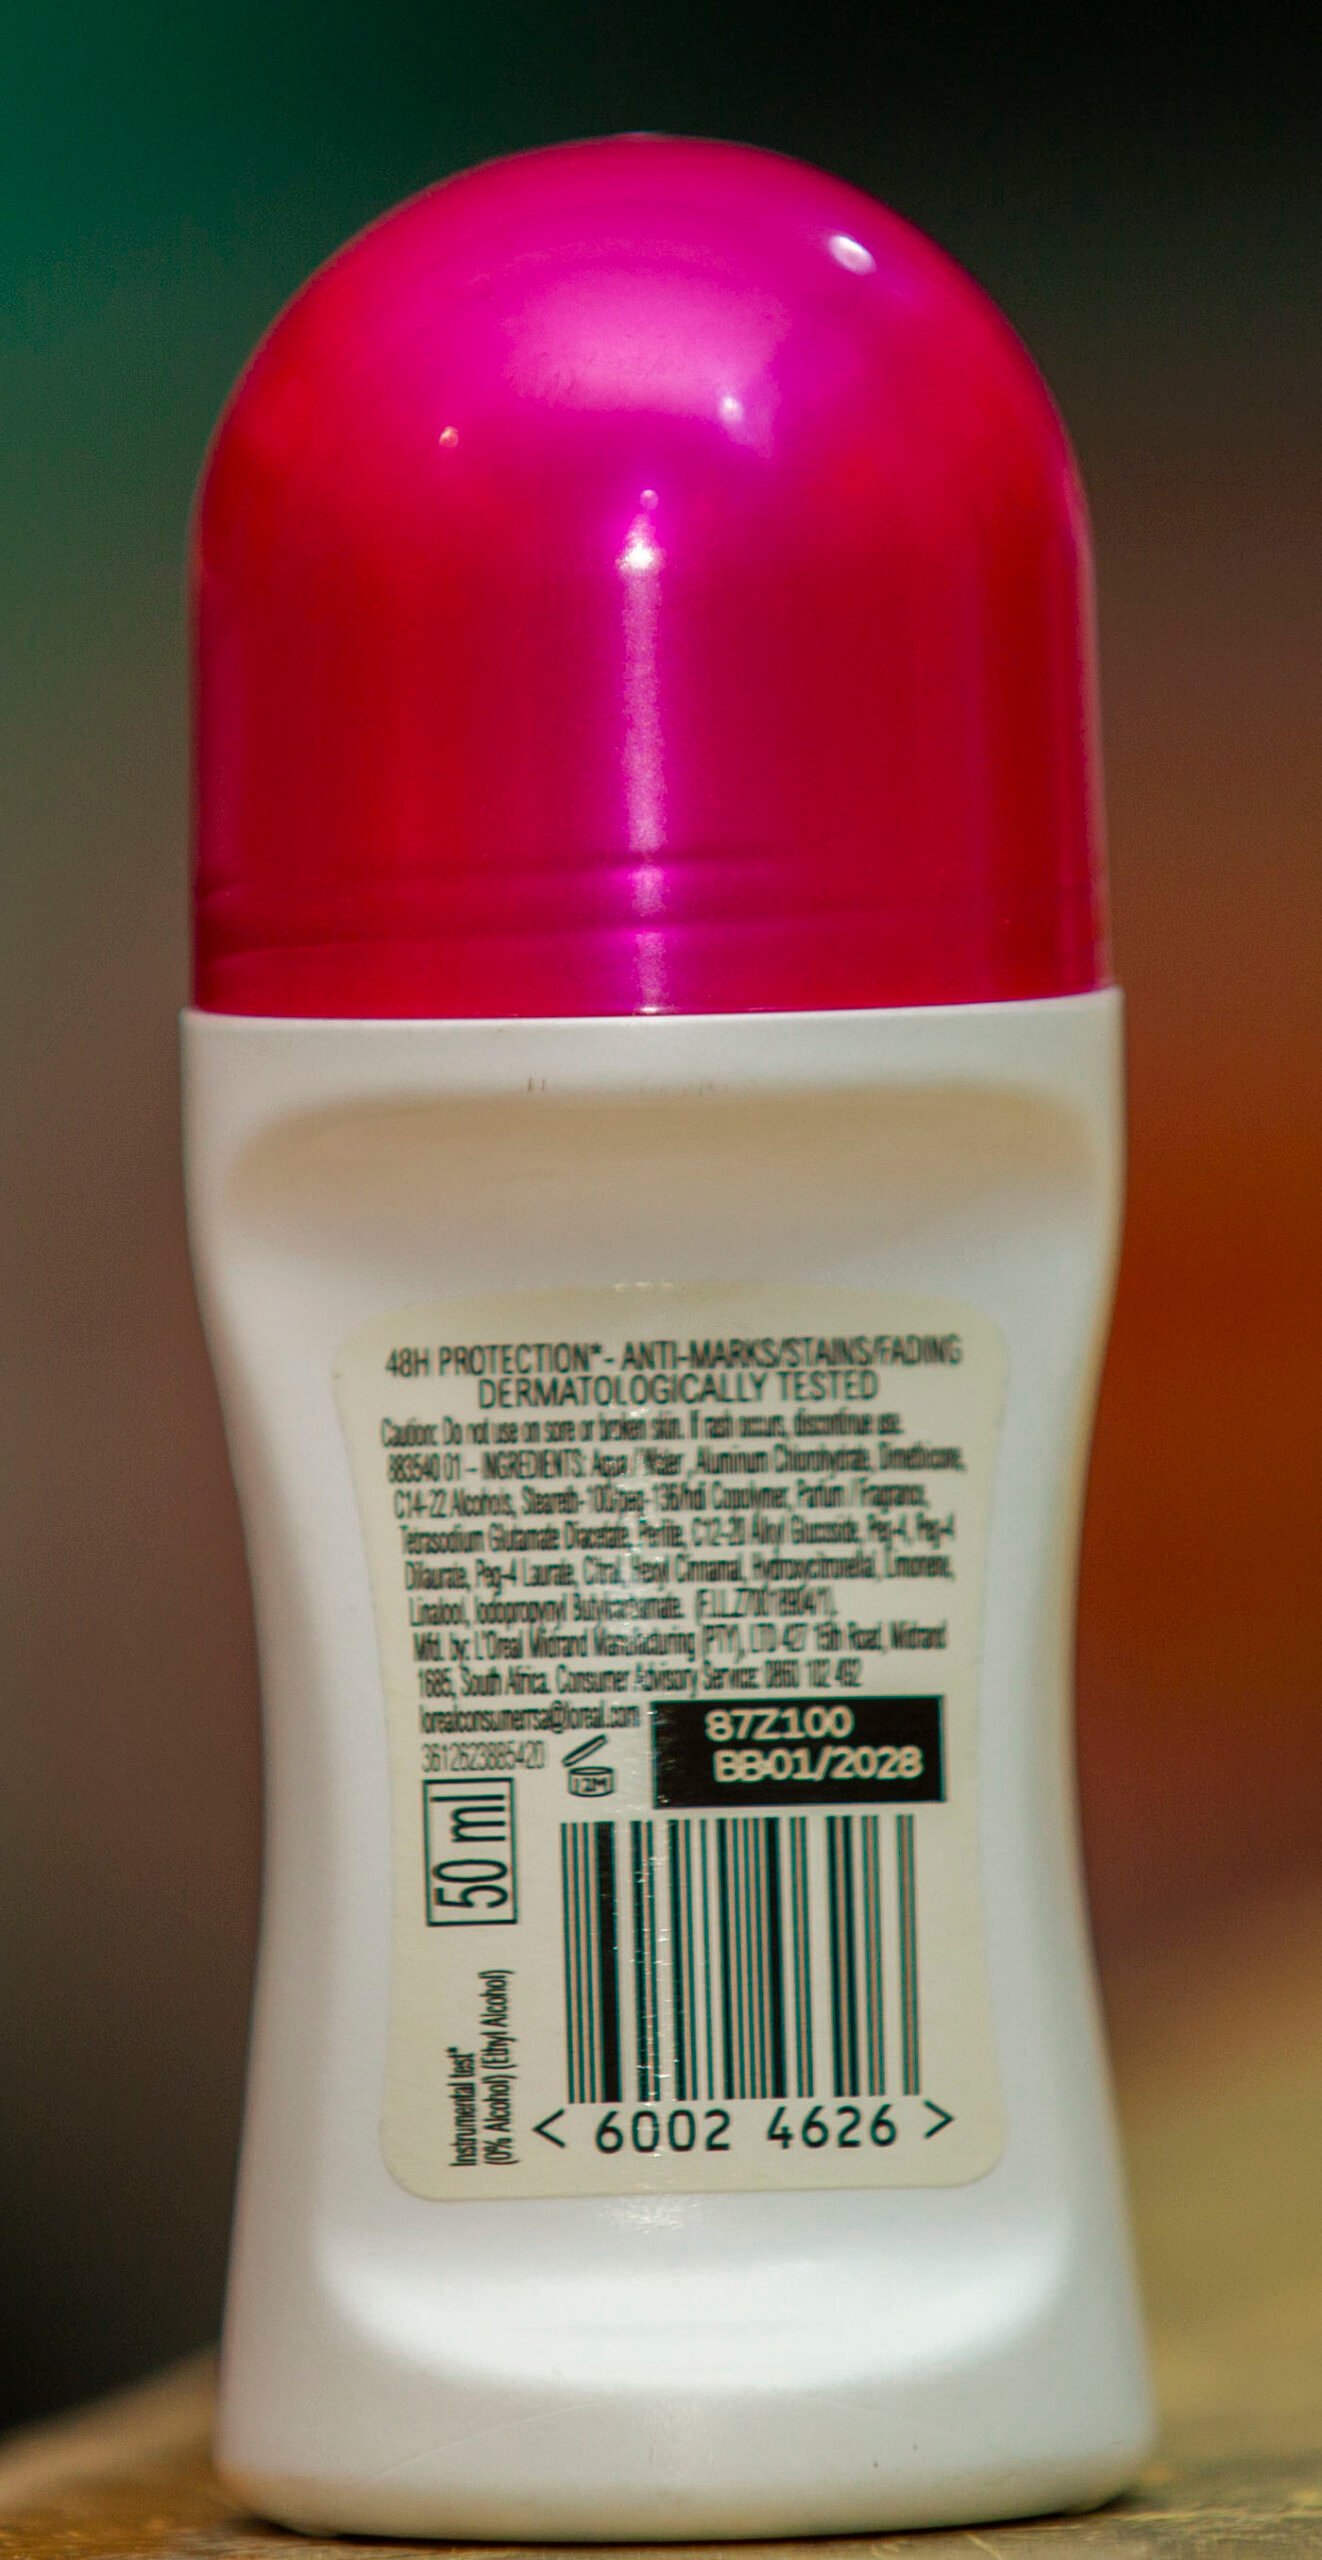 48H PROTECTION*- ANTI-MARKS/STAINS/FADING
DERMATOLOGICALLY TESTED
Caution: Do not use on sore or broken skin. If rash occurs, discontinue use.
883540 01 – INGREDIENTS: Aqua / Water, Aluminum Chlorohydrate, Dimethicone,
C14-22 Alcohols, Steareth-100/peg-136/hdi Copolymer, Parfum / Fragrance,
Tetrasodium Glutamate Diacetate, Perlite, C12-20 Alkyl Glucoside, Peg-4, Peg-4
Dilaurate, Peg-4 Laurate, Citral, Hexyl Cinnamal, Hydroxycitronellal, Limonene,
Linalool, Iodopropynyl Butylcarbamate.
Mfd. by: L'Oreal Midrand Manufacturing (PTY), LTD 427 15th Road, Midrand
1685, South Africa. Consumer Advisory Service: 0860 102 492
lorealconsumerrsa@loreal.com
87Z100
BB01/2028
3612623885420
12M
50 ml
Instrumental test*
(0% Alcohol) (Ethyl Alcohol)
< 6002 4626 >